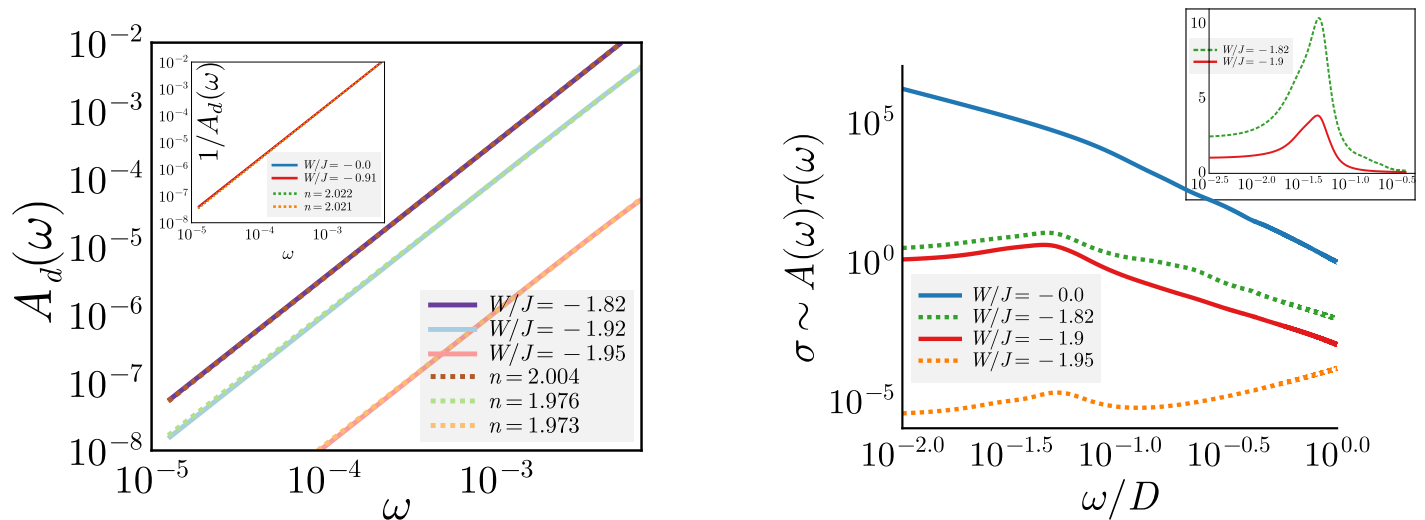 A_d(ω)
10^{-2}
10^{-3}
10^{-4}
10^{-5}
10^{-6}
10^{-7}
10^{-8}
10^{-5}
10^{-4}
10^{-3}
ω
W/J = −1.82
W/J = −1.92
W/J = −1.95
n = 2.004
n = 1.976
n = 1.973
1/A_d(ω)
10^{-2}
10^{-3}
10^{-4}
10^{-5}
10^{-6}
10^{-7}
10^{-8}
10^{-5}
10^{-4}
10^{-3}
ω
W/J = −0.0
W/J = −0.91
n = 2.022
n = 2.021
σ ∼ A(ω)τ(ω)
10^{5}
10^{0}
10^{-5}
10^{-2.0}
10^{-1.5}
10^{-1.0}
10^{-0.5}
10^{0.0}
ω/D
W/J = −0.0
W/J = −1.82
W/J = −1.9
W/J = −1.95
10
5
0
10^{-2.5}
10^{-2.0}
10^{-1.5}
10^{-1.0}
10^{-0.5}
W/J = −1.82
W/J = −1.9